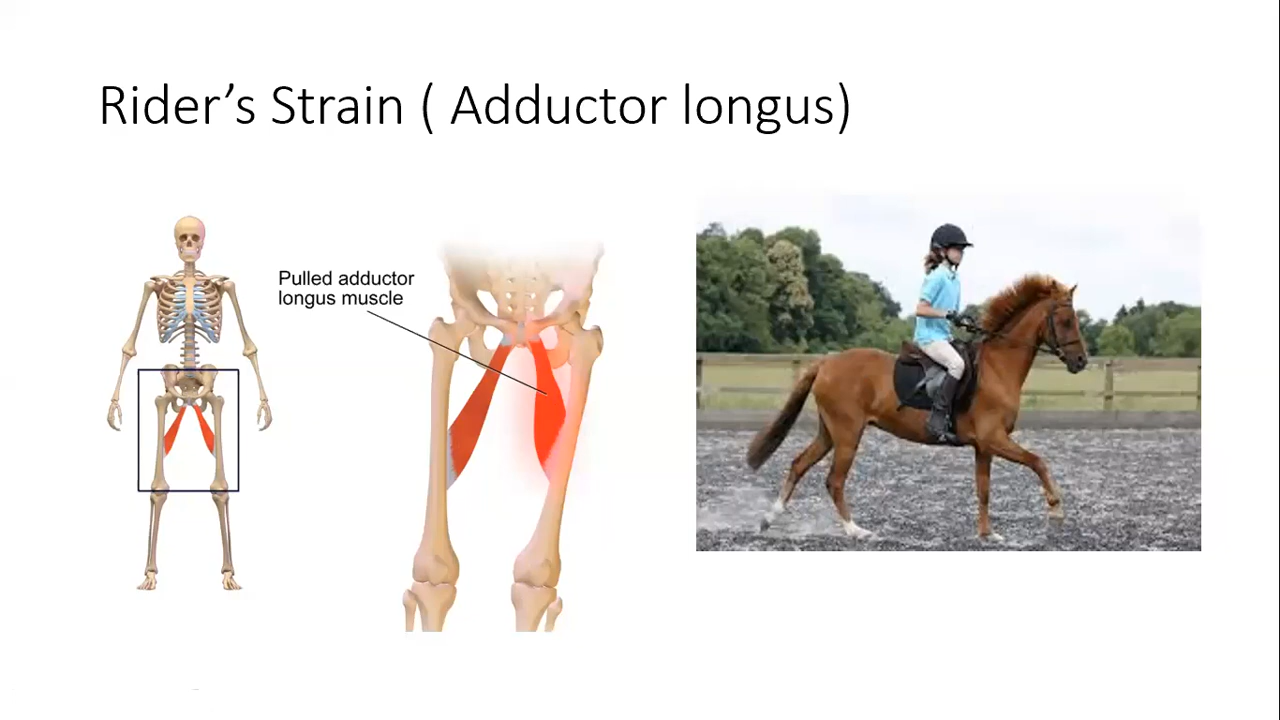 Rider’s Strain ( Adductor longus)
Pulled adductor
longus muscle